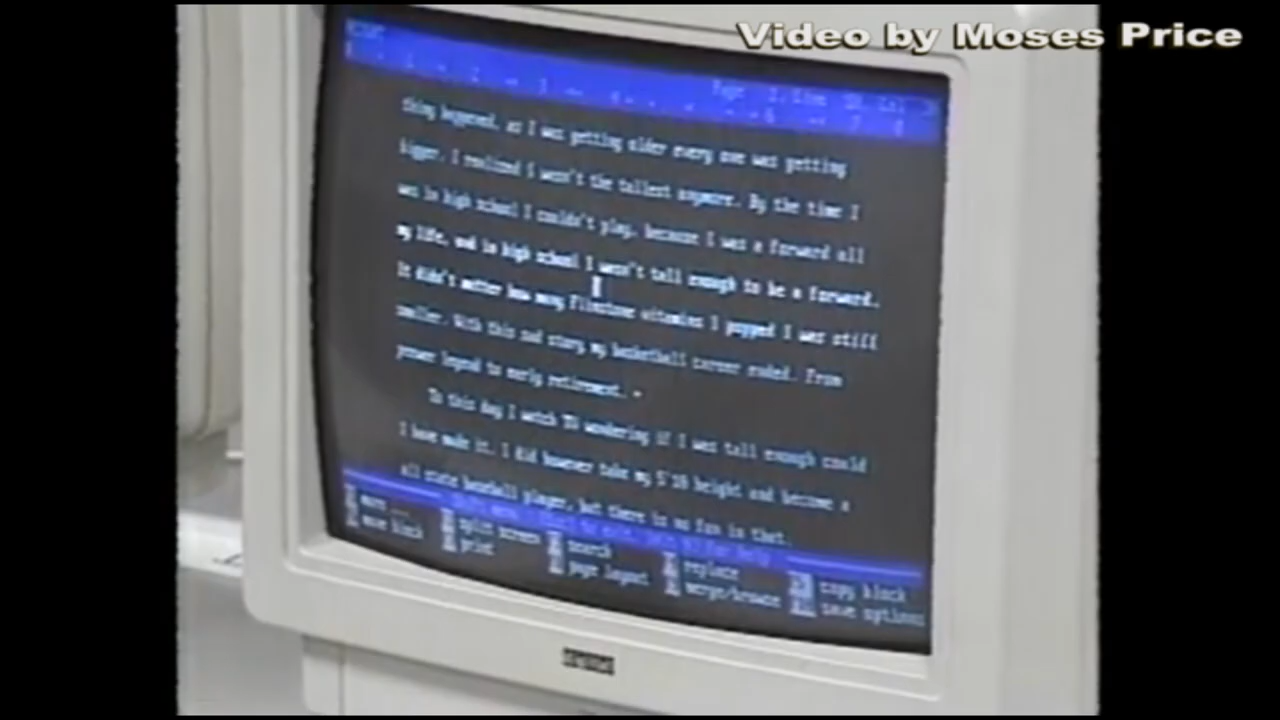 Video by Moses Price
Page
thing happened, as I was getting older every one was getting
bigger. I realized I wasn't the tallest anymore. By the time I
was in high school I couldn't play, because I was a forward all
my life, and in high school I wasn't tall enough to be a forward.
It didn't matter how many Flinstone vitamins I popped I was still
smaller. With this sad story, my basketball career ended. From
power legend to early retirement.
To this day I watch TV wondering if I was tall enough could
I have made it. I did however take my 5'10 height and become a
all state baseball player, but there is no fun in that.
more split screen search replace copy block
move block print page layout merge/browse save options